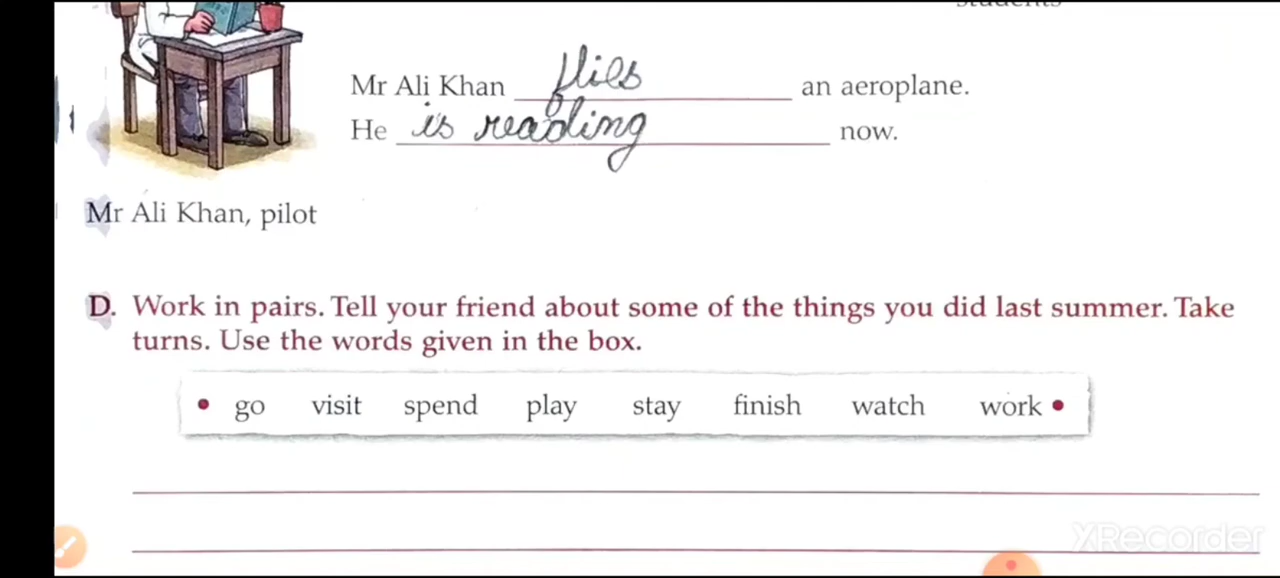 Mr Ali Khan flies an aeroplane.
He is reading now.
Mr Ali Khan, pilot
D. Work in pairs. Tell your friend about some of the things you did last summer. Take
turns. Use the words given in the box.
• go visit spend play stay finish watch work •
XRecorder